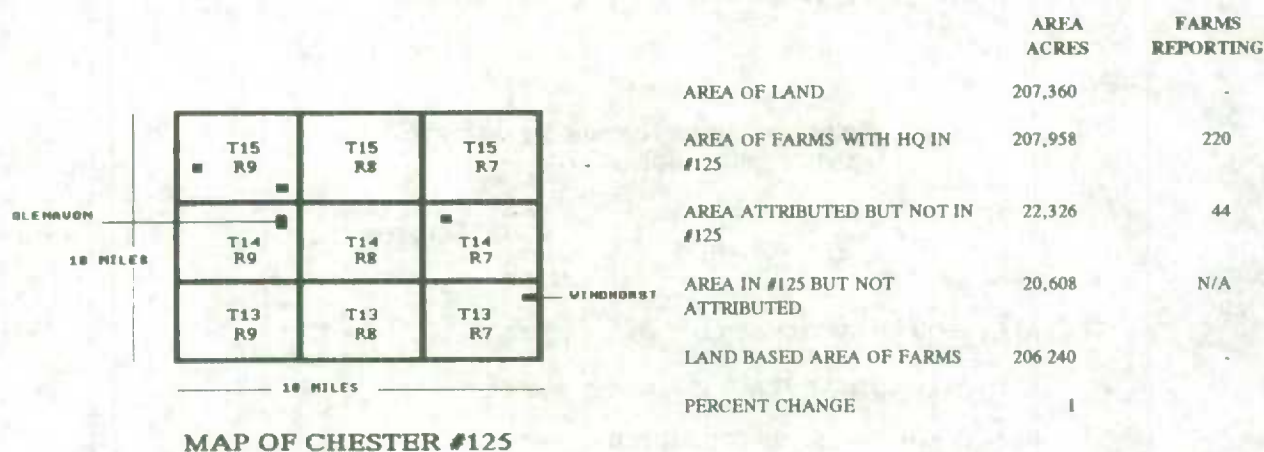 AREA ACRES FARMS REPORTING
AREA OF LAND 207,360 -
AREA OF FARMS WITH HQ IN #125 207,958 220
AREA ATTRIBUTED BUT NOT IN #125 22,326 44
AREA IN #125 BUT NOT ATTRIBUTED 20,608 N/A
LAND BASED AREA OF FARMS 206 240 -
PERCENT CHANGE 1
T15 R9
T15 R8
T15 R7
GLENAVON
18 MILES
T14 R9
T14 R8
T14 R7
WINDHORST
T13 R9
T13 R8
T13 R7
18 MILES
MAP OF CHESTER #125